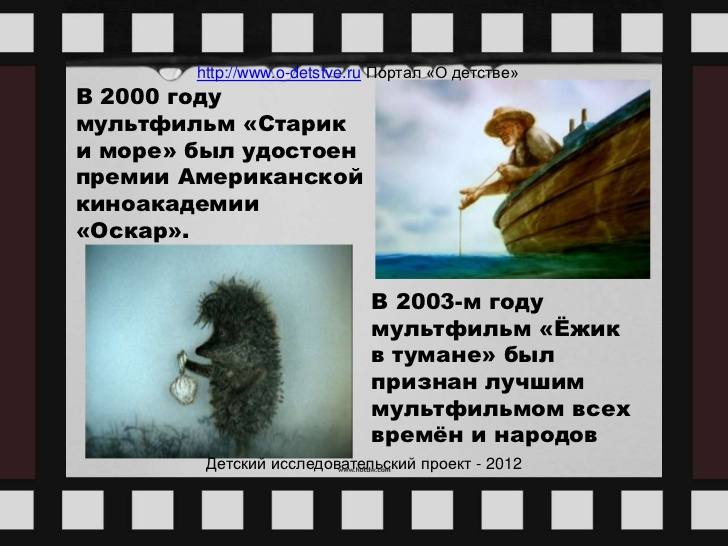 http://www.o-detstve.ru Портал «О детстве»
В 2000 году
мультфильм «Старик
и море» был удостоен
премии Американской
киноакадемии
«Оскар».
В 2003-м году
мультфильм «Ёжик
в тумане» был
признан лучшим
мультфильмом всех
времён и народов
Детский исследовательский проект - 2012